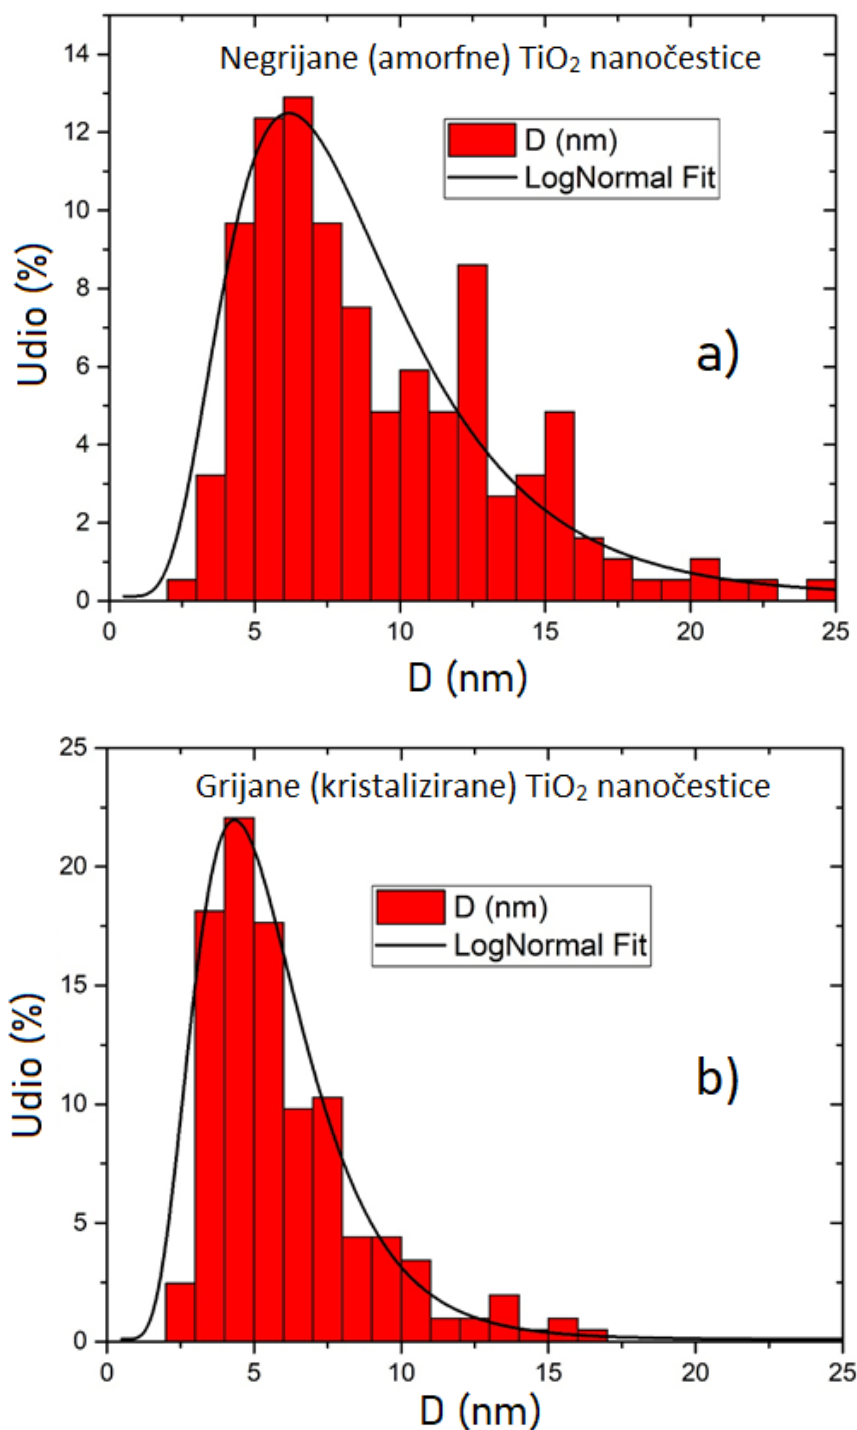 Negrijane (amorfne) TiO₂ nanočestice
D (nm)
LogNormal Fit
a)
Udio (%)
14
12
10
8
6
4
2
0
0 5 10 15 20 25
D (nm)
Grijane (kristalizirane) TiO₂ nanočestice
D (nm)
LogNormal Fit
b)
Udio (%)
25
20
15
10
5
0
0 5 10 15 20 25
D (nm)